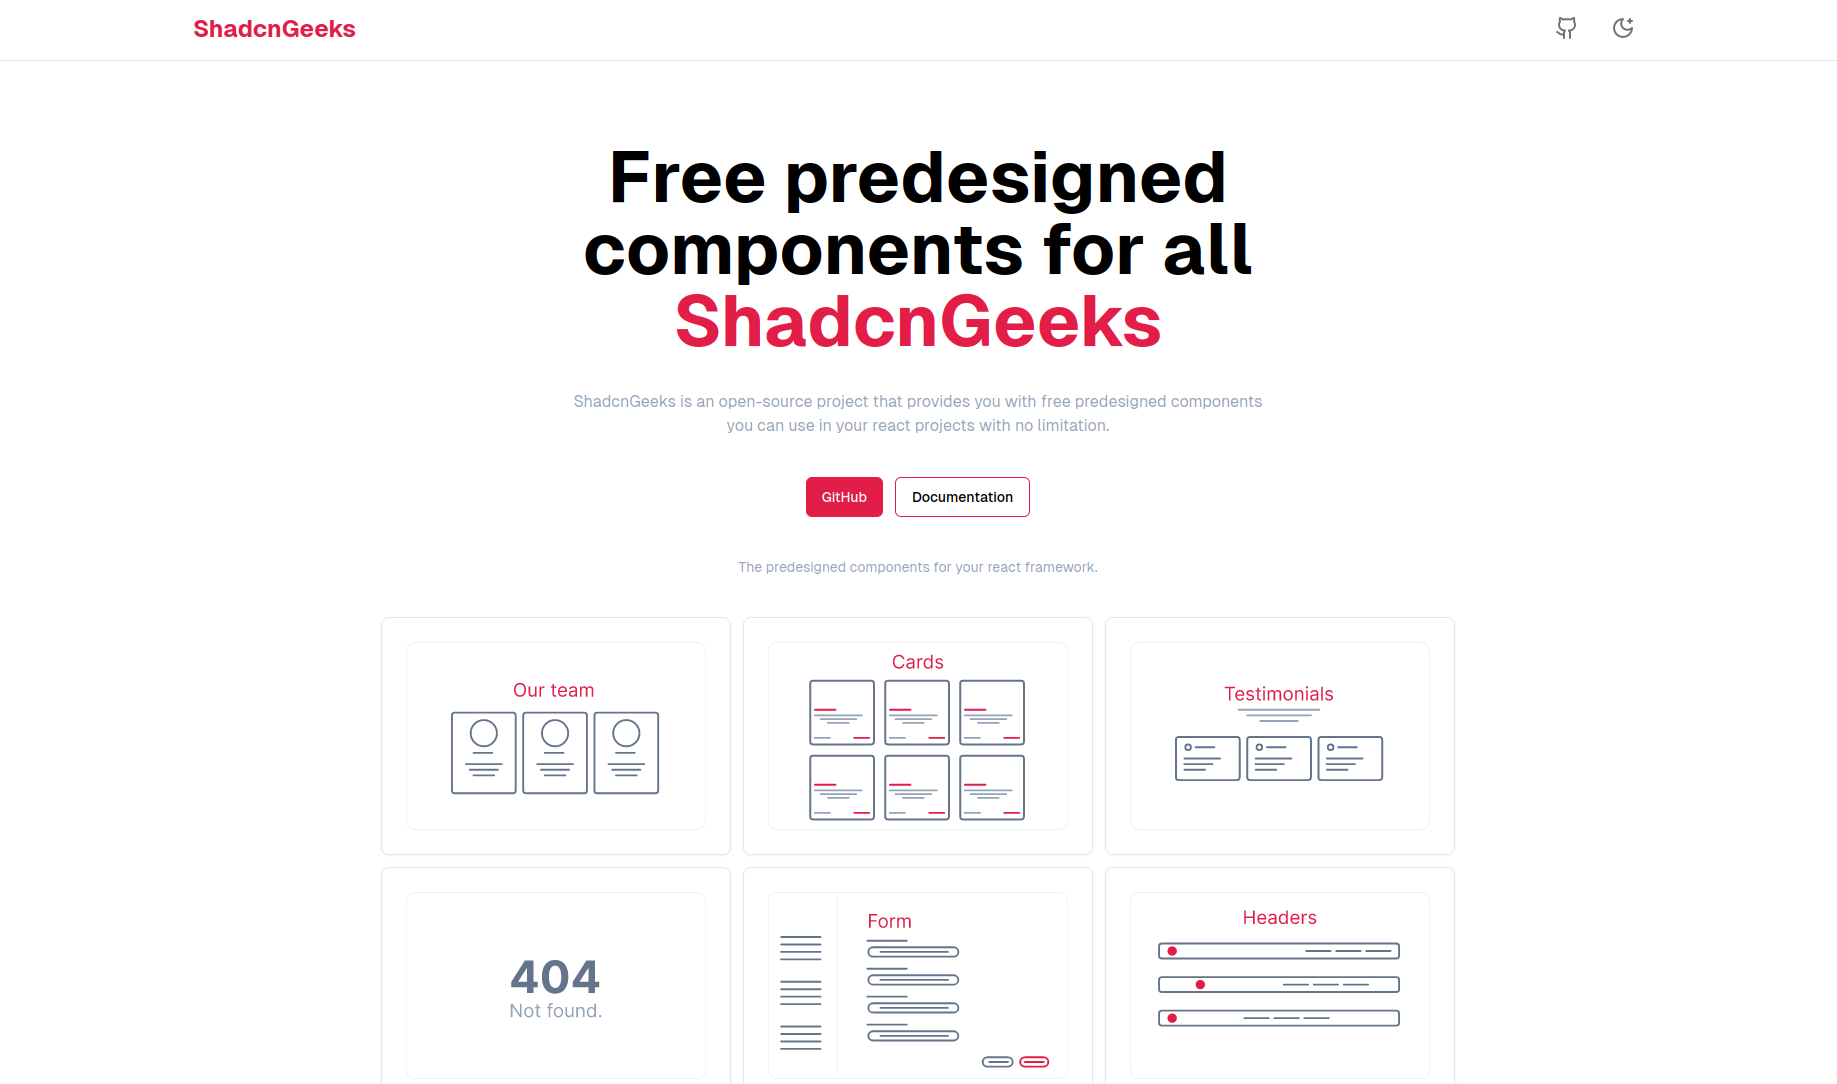 ShadcnGeeks
Free predesigned
components for all
ShadcnGeeks
ShadcnGeeks is an open-source project that provides you with free predesigned components
you can use in your react projects with no limitation.
GitHub
Documentation
The predesigned components for your react framework.
Our team
Cards
Testimonials
404
Not found.
Form
Headers